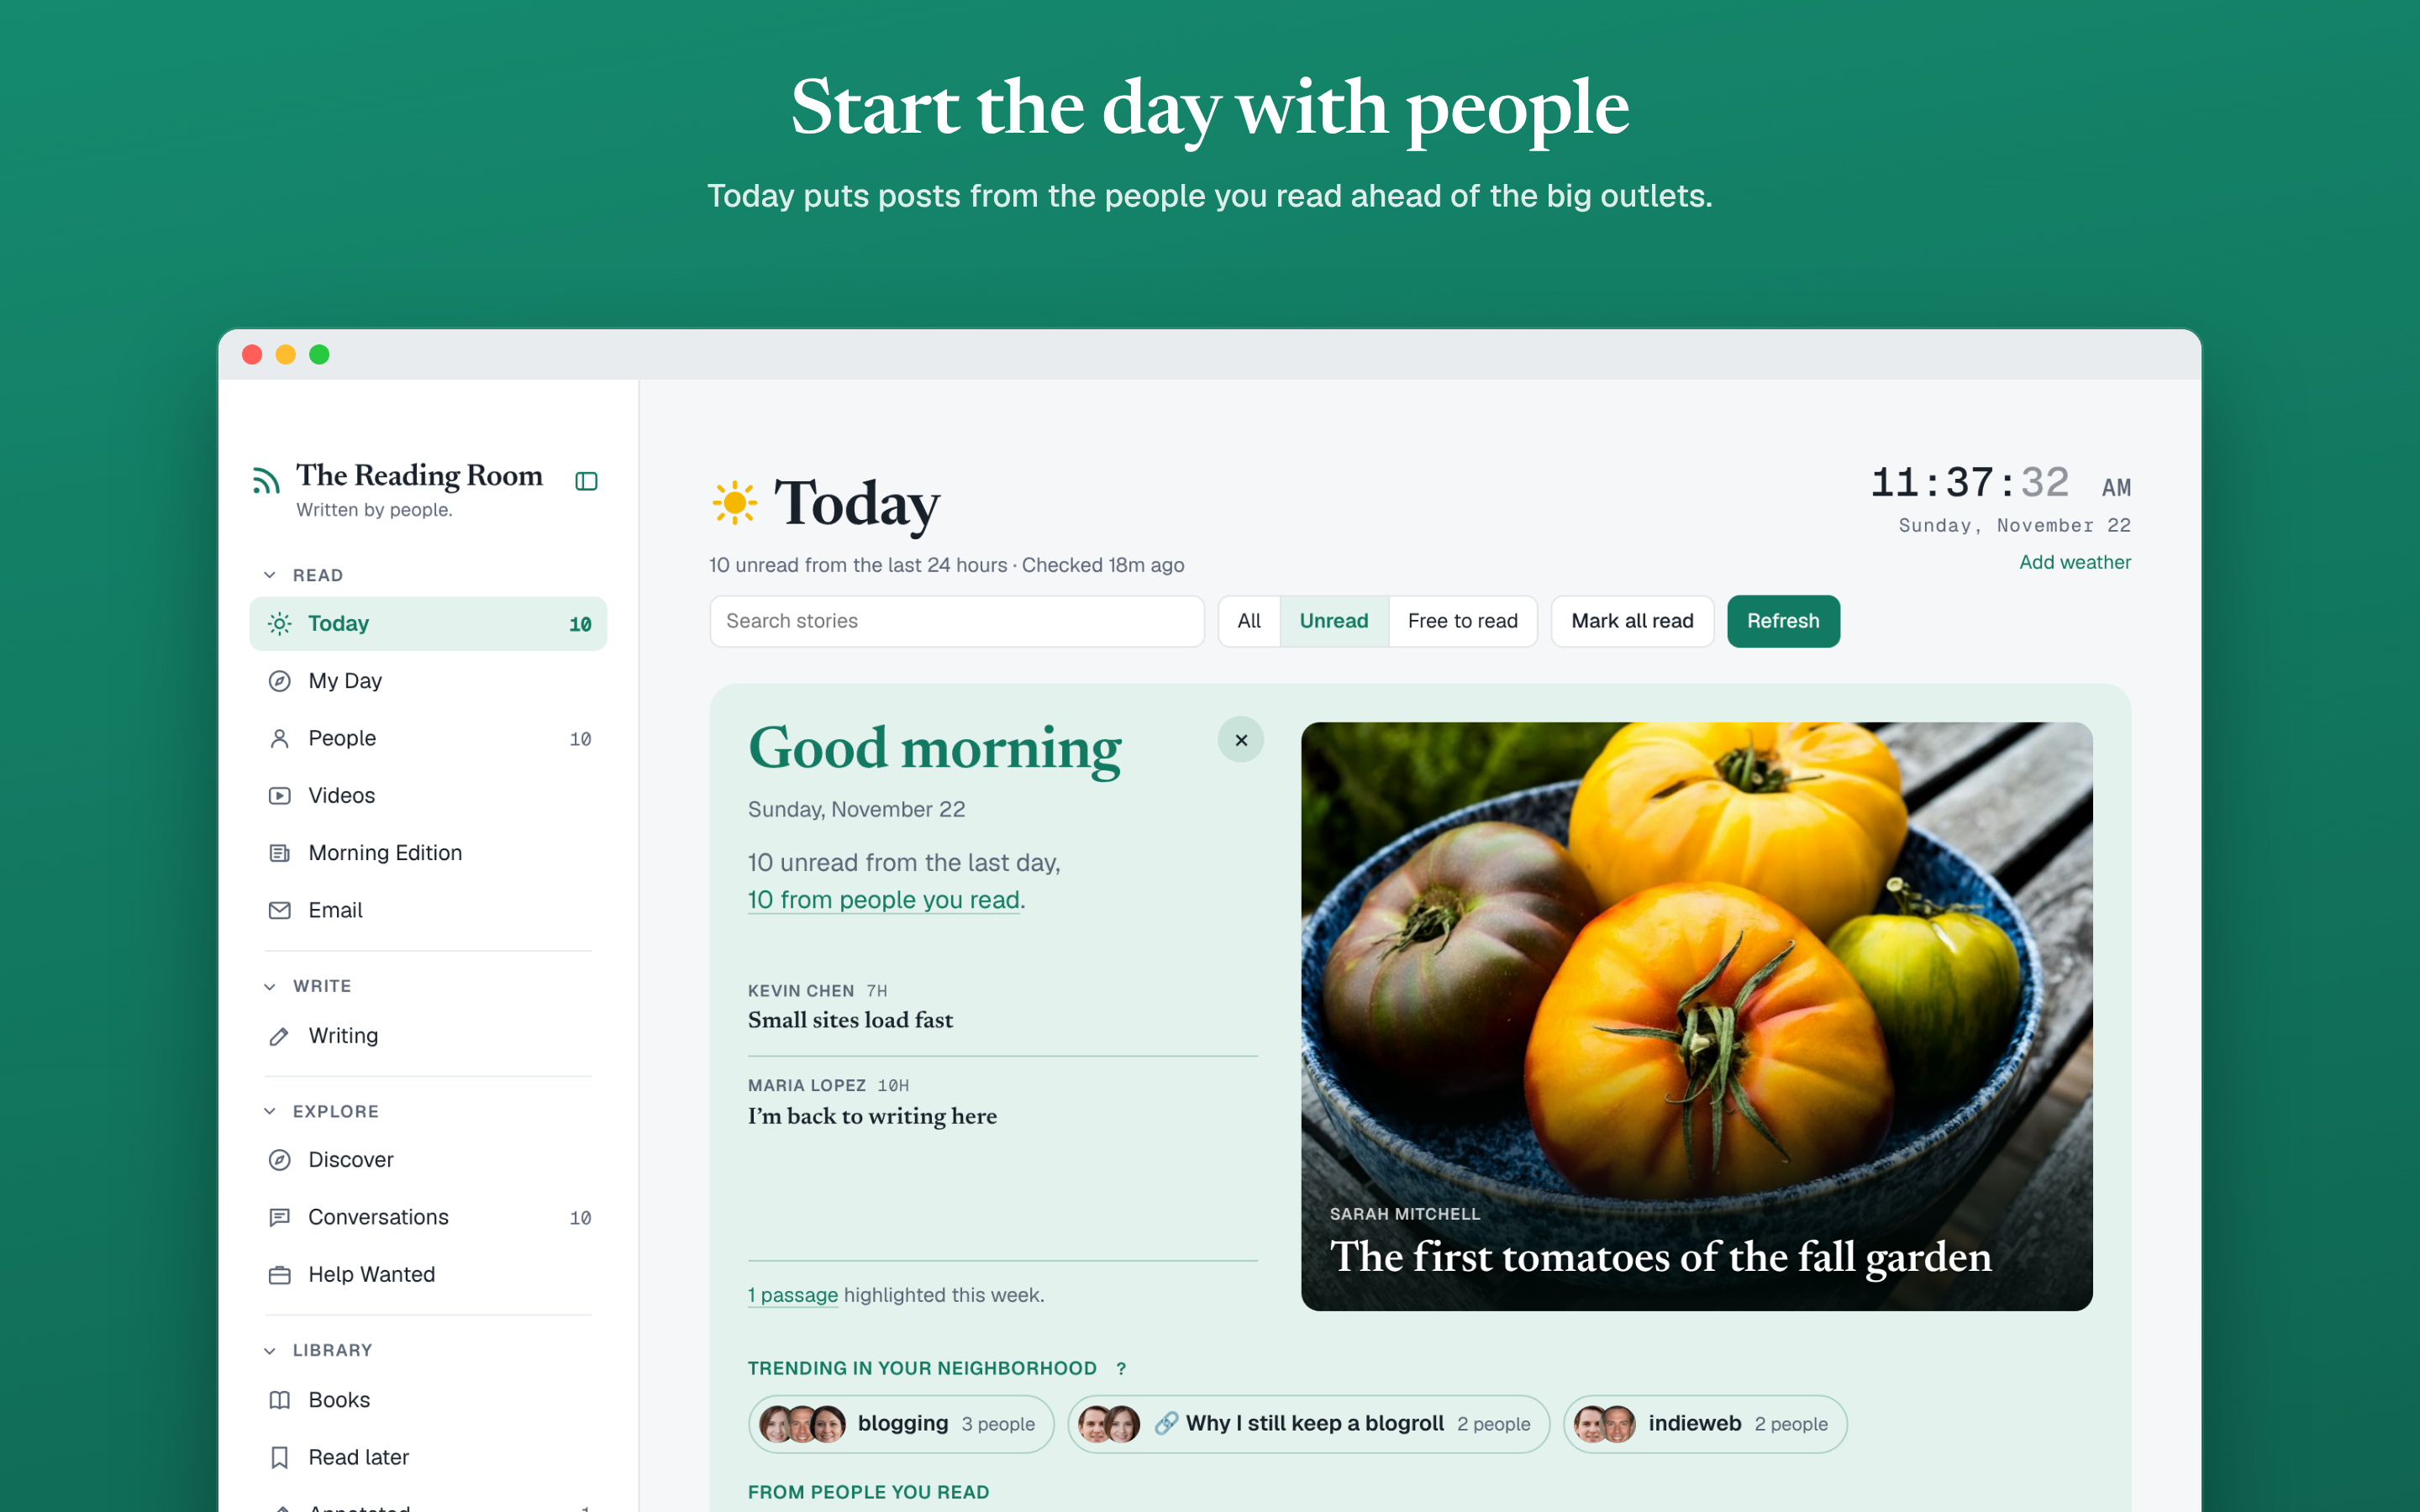 Start the day with people
Today puts posts from the people you read ahead of the big outlets.
The Reading Room
Written by people.
READ
Today 10
My Day
People 10
Videos
Morning Edition
Email
WRITE
Writing
EXPLORE
Discover
Conversations 10
Help Wanted
LIBRARY
Books
Read later
Annotated 1
Today
10 unread from the last 24 hours · Checked 18m ago
11:37:32 AM
Sunday, November 22
Add weather
Search stories
All
Unread
Free to read
Mark all read
Refresh
Good morning
Sunday, November 22
10 unread from the last day,
10 from people you read.
KEVIN CHEN 7H
Small sites load fast
MARIA LOPEZ 10H
I’m back to writing here
1 passage highlighted this week.
SARAH MITCHELL
The first tomatoes of the fall garden
TRENDING IN YOUR NEIGHBORHOOD ?
blogging 3 people
🔗 Why I still keep a blogroll 2 people
indieweb 2 people
FROM PEOPLE YOU READ